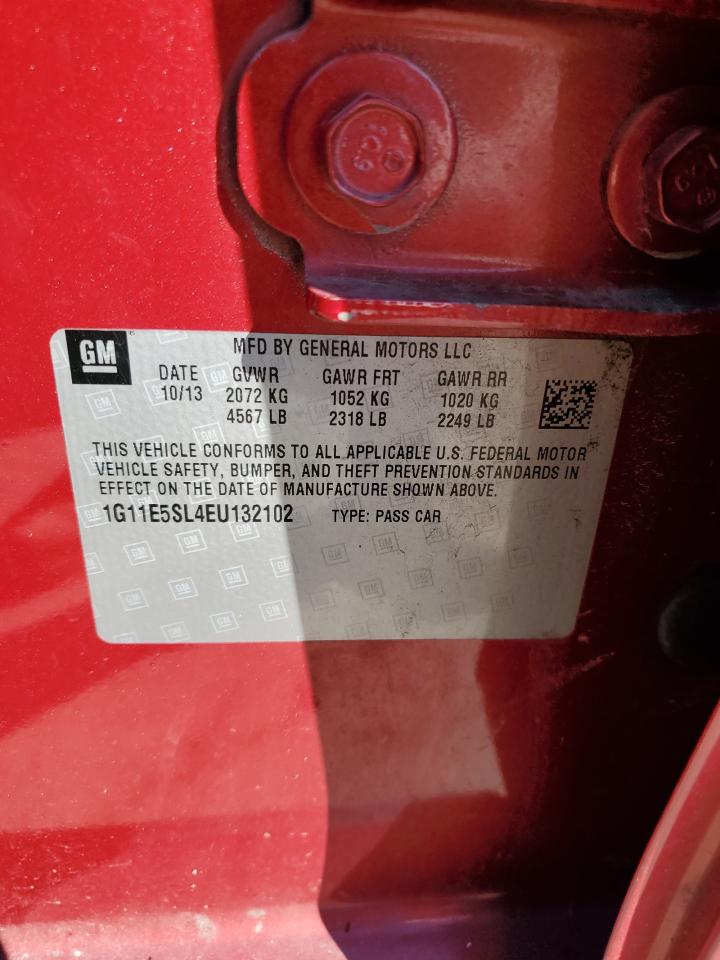 GM MFD BY GENERAL MOTORS LLC
DATE GVWR GAWR FRT GAWR RR
10/13 2072 KG 1052 KG 1020 KG
4567 LB 2318 LB 2249 LB
THIS VEHICLE CONFORMS TO ALL APPLICABLE U.S. FEDERAL MOTOR
VEHICLE SAFETY, BUMPER, AND THEFT PREVENTION STANDARDS IN
EFFECT ON THE DATE OF MANUFACTURE SHOWN ABOVE.
1G11E5SL4EU132102 TYPE: PASS CAR